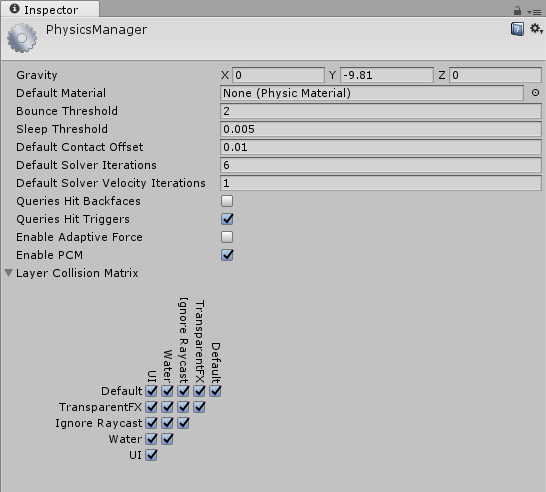 Inspector
PhysicsManager
Gravity X 0 Y -9.81 Z 0
Default Material None (Physic Material)
Bounce Threshold 2
Sleep Threshold 0.005
Default Contact Offset 0.01
Default Solver Iterations 6
Default Solver Velocity Iterations 1
Queries Hit Backfaces
Queries Hit Triggers
Enable Adaptive Force
Enable PCM
Layer Collision Matrix
UI
Water
Ignore Raycast
TransparentFX
Default
Default
TransparentFX
Ignore Raycast
Water
UI